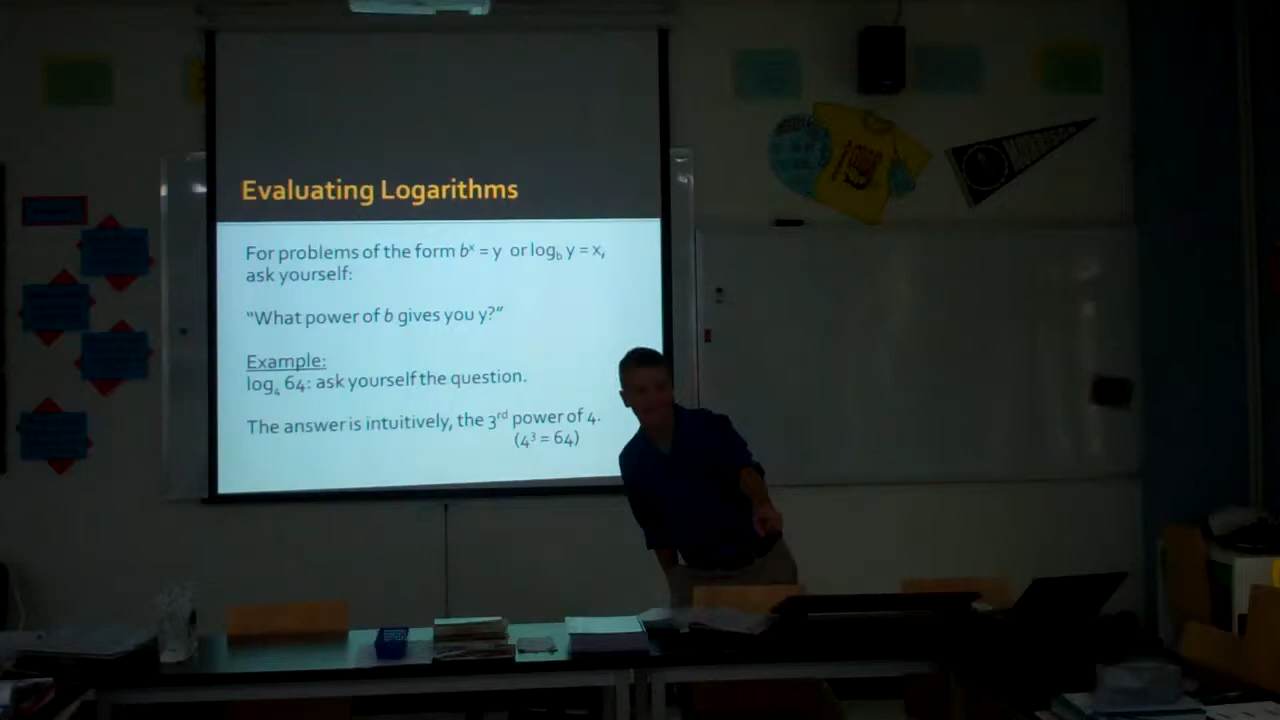 Evaluating Logarithms
For problems of the form bˣ = y or log_b y = x,
ask yourself:
“What power of b gives you y?”
Example:
log₄ 64: ask yourself the question.
The answer is intuitively, the 3ʳᵈ power of 4.
(4³ = 64)